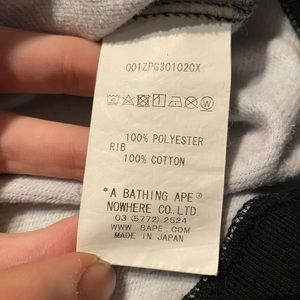 001ZPG301020X
100% POLYESTER
RIB
100% COTTON
*A BATHING APE®
NOWHERE CO.LTD.
03 (5772) 2524
WWW.BAPE.COM
MADE IN JAPAN